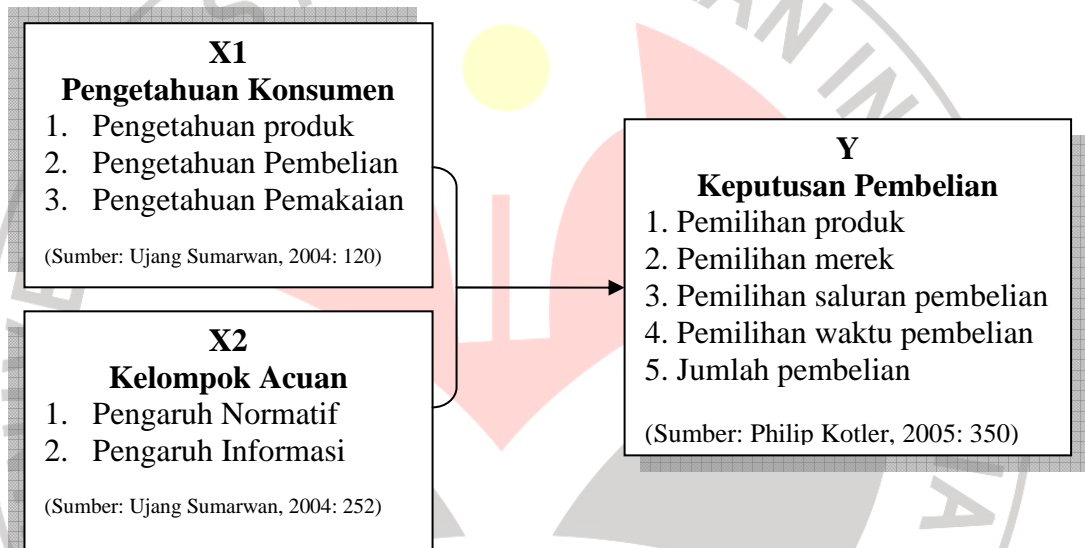 X1
Pengetahuan Konsumen
1. Pengetahuan produk
2. Pengetahuan Pembelian
3. Pengetahuan Pemakaian
(Sumber: Ujang Sumarwan, 2004: 120)
X2
Kelompok Acuan
1. Pengaruh Normatif
2. Pengaruh Informasi
(Sumber: Ujang Sumarwan, 2004: 252)
Y
Keputusan Pembelian
1. Pemilihan produk
2. Pemilihan merek
3. Pemilihan saluran pembelian
4. Pemilihan waktu pembelian
5. Jumlah pembelian
(Sumber: Philip Kotler, 2005: 350)